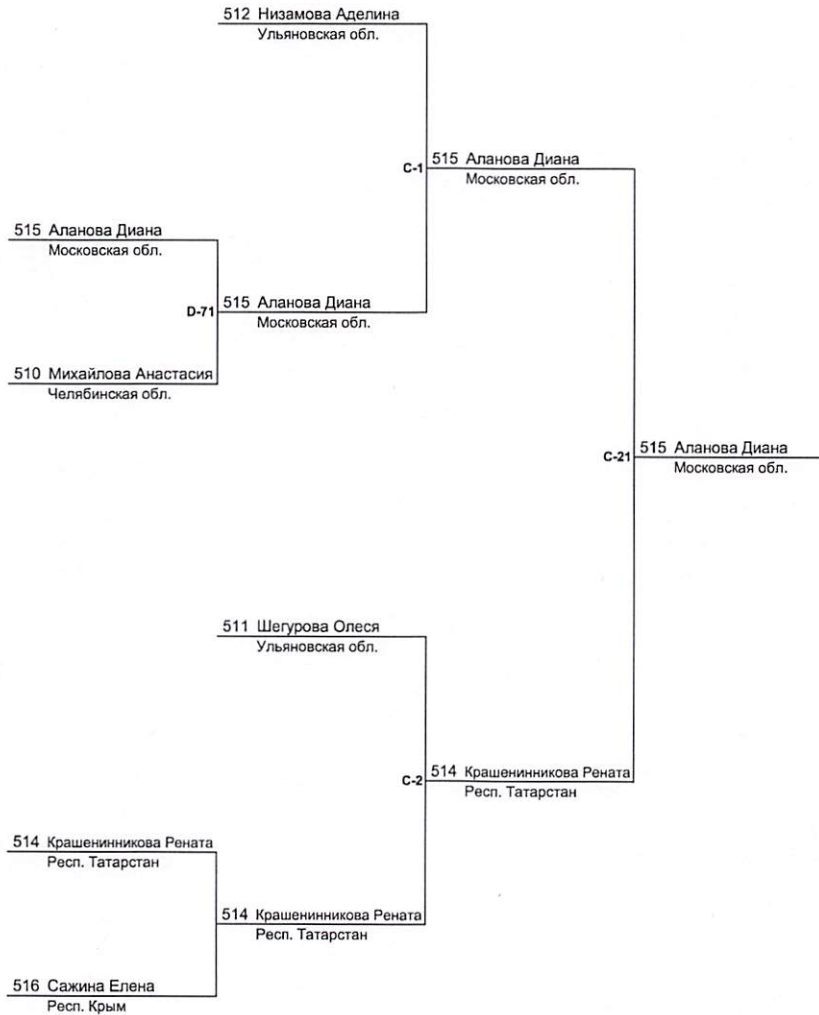 512 Низамова Аделина
Ульяновская обл.
C-1
515 Аланова Диана
Московская обл.
515 Аланова Диана
Московская обл.
D-71
515 Аланова Диана
Московская обл.
510 Михайлова Анастасия
Челябинская обл.
C-21
515 Аланова Диана
Московская обл.
511 Шегурова Олеся
Ульяновская обл.
C-2
514 Крашенинникова Рената
Респ. Татарстан
514 Крашенинникова Рената
Респ. Татарстан
514 Крашенинникова Рената
Респ. Татарстан
516 Сажина Елена
Респ. Крым